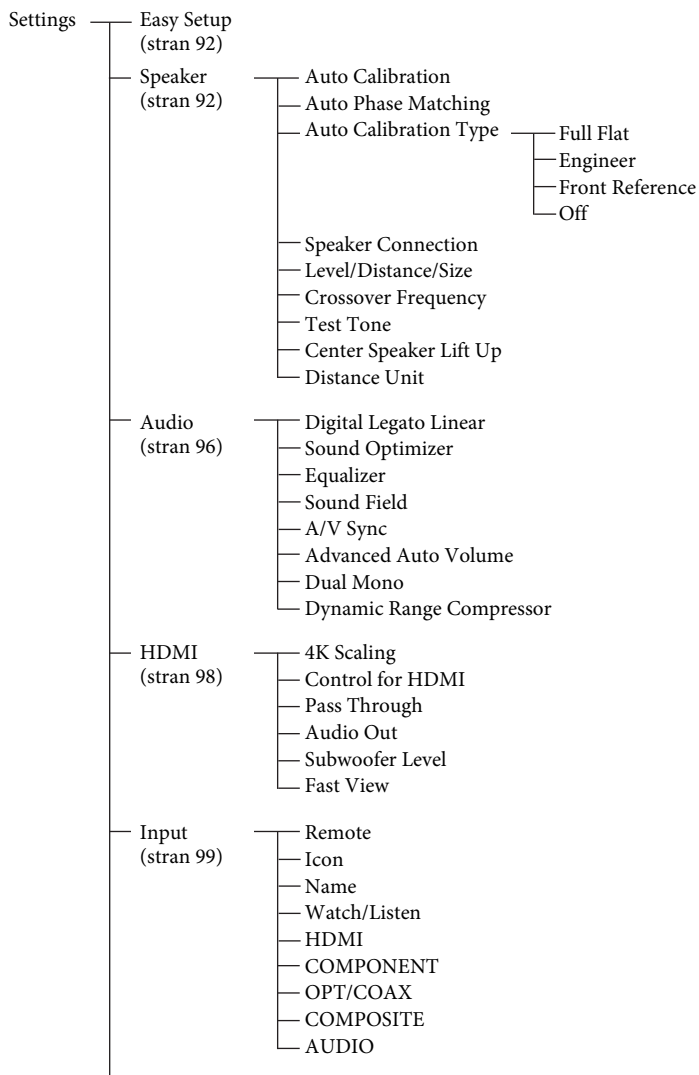 Settings
Easy Setup
(stran 92)
Speaker
(stran 92)
Auto Calibration
Auto Phase Matching
Auto Calibration Type
Full Flat
Engineer
Front Reference
Off
Speaker Connection
Level/Distance/Size
Crossover Frequency
Test Tone
Center Speaker Lift Up
Distance Unit
Audio
(stran 96)
Digital Legato Linear
Sound Optimizer
Equalizer
Sound Field
A/V Sync
Advanced Auto Volume
Dual Mono
Dynamic Range Compressor
HDMI
(stran 98)
4K Scaling
Control for HDMI
Pass Through
Audio Out
Subwoofer Level
Fast View
Input
(stran 99)
Remote
Icon
Name
Watch/Listen
HDMI
COMPONENT
OPT/COAX
COMPOSITE
AUDIO